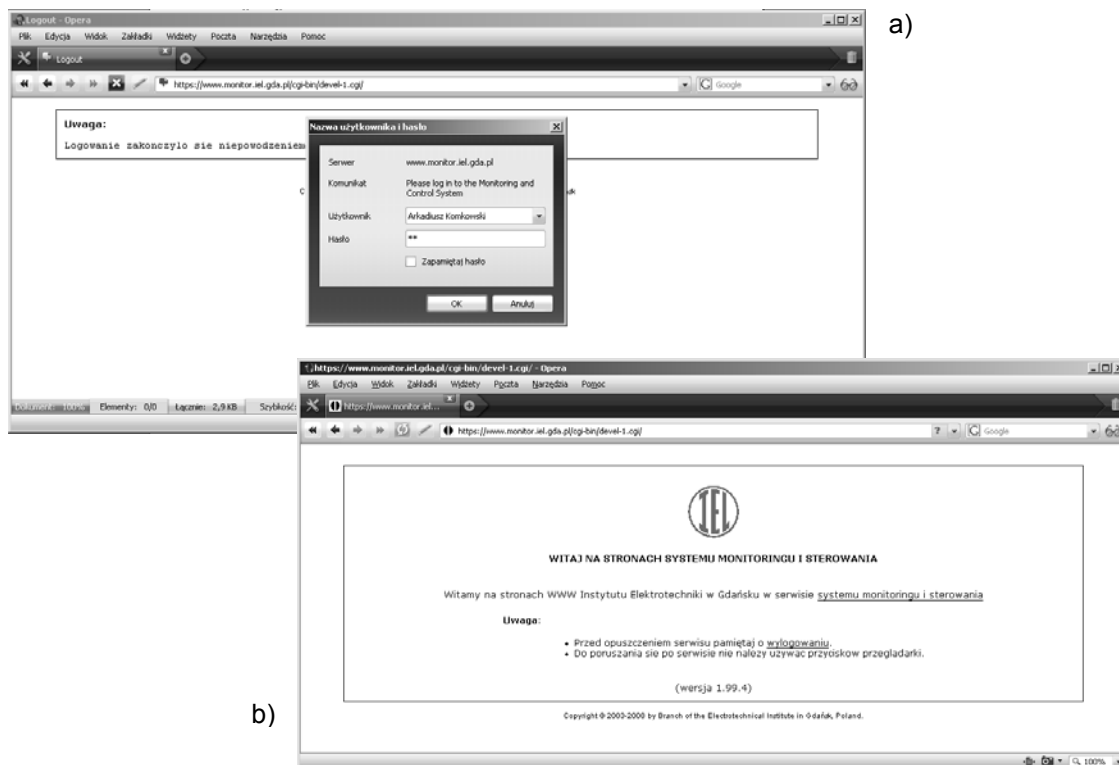 Logout - Opera
a)
Plik Edycja Widok Zakładki Widżety Poczta Narzędzia Pomoc
Logout
https://www.monitor.iel.gda.pl/cgi-bin/devel-1.cgi/ Google
Uwaga:
Logowanie zakonczylo sie niepowodzeniem
Nazwa użytkownika i hasło
Serwer www.monitor.iel.gda.pl
Komunikat Please log in to the Monitoring and
Control System
Użytkownik Arkadiusz Komkowski
Hasło **
Zapamiętaj hasło
OK Anuluj
Dokument: 100% Elementy: 0/0 Łącznie: 2,9 KB Szybkość:
https://www.monitor.iel.gda.pl/cgi-bin/devel-1.cgi/ - Opera
Plik Edycja Widok Zakładki Widżety Poczta Narzędzia Pomoc
https://www.monitor.iel...
https://www.monitor.iel.gda.pl/cgi-bin/devel-1.cgi/ ? Google
IEL
WITAJ NA STRONACH SYSTEMU MONITORINGU I STEROWANIA
Witamy na stronach WWW Instytutu Elektrotechniki w Gdańsku w serwisie systemu monitoringu i sterowania
Uwaga:
• Przed opuszczeniem serwisu pamiętaj o wylogowaniu.
• Do poruszania sie po serwisie nie nalezy uzywac przyciskow przegladarki.
(wersja 1.99.4)
b)
Copyright © 2003-2008 by Branch of the Electrotechnical Institute in Gdańsk, Poland.
100%